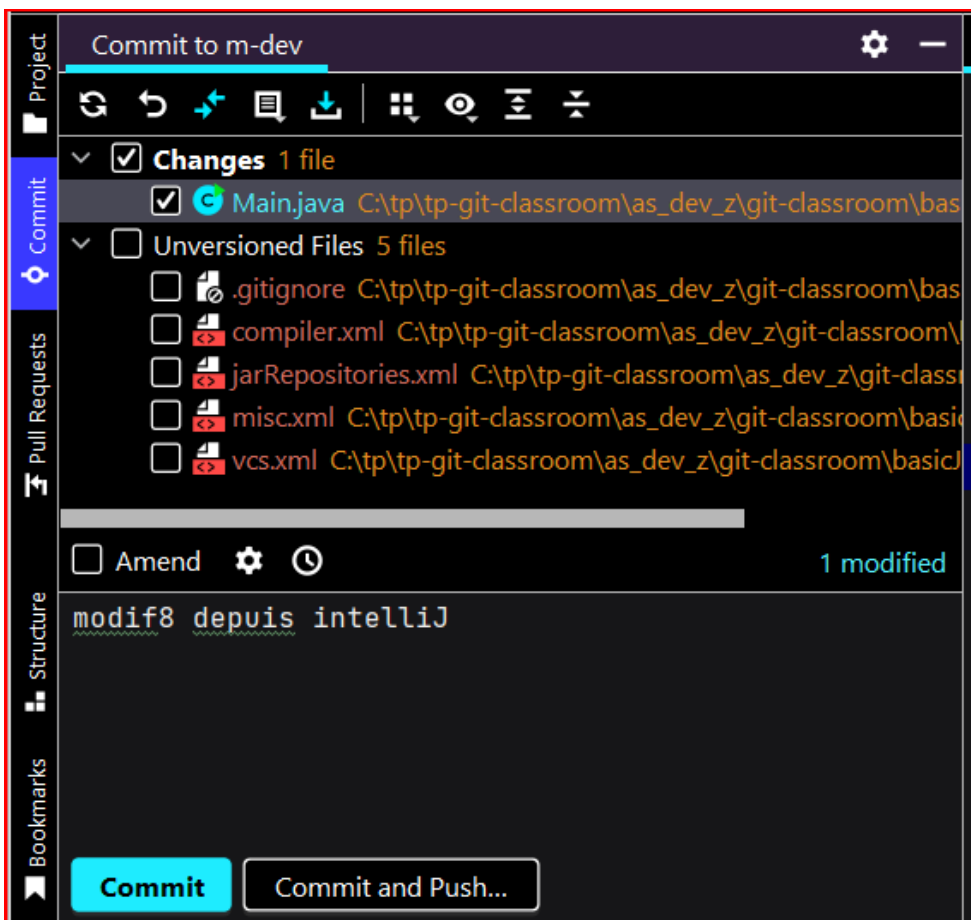 Project
Commit
Pull Requests
Structure
Bookmarks
Commit to m-dev
Changes 1 file
Main.java C:\tp\tp-git-classroom\as_dev_z\git-classroom\bas
Unversioned Files 5 files
.gitignore C:\tp\tp-git-classroom\as_dev_z\git-classroom\bas
compiler.xml C:\tp\tp-git-classroom\as_dev_z\git-classroom\
jarRepositories.xml C:\tp\tp-git-classroom\as_dev_z\git-class
misc.xml C:\tp\tp-git-classroom\as_dev_z\git-classroom\basi
vcs.xml C:\tp\tp-git-classroom\as_dev_z\git-classroom\basicJ
Amend 1 modified
modif8 depuis intelliJ
Commit Commit and Push...